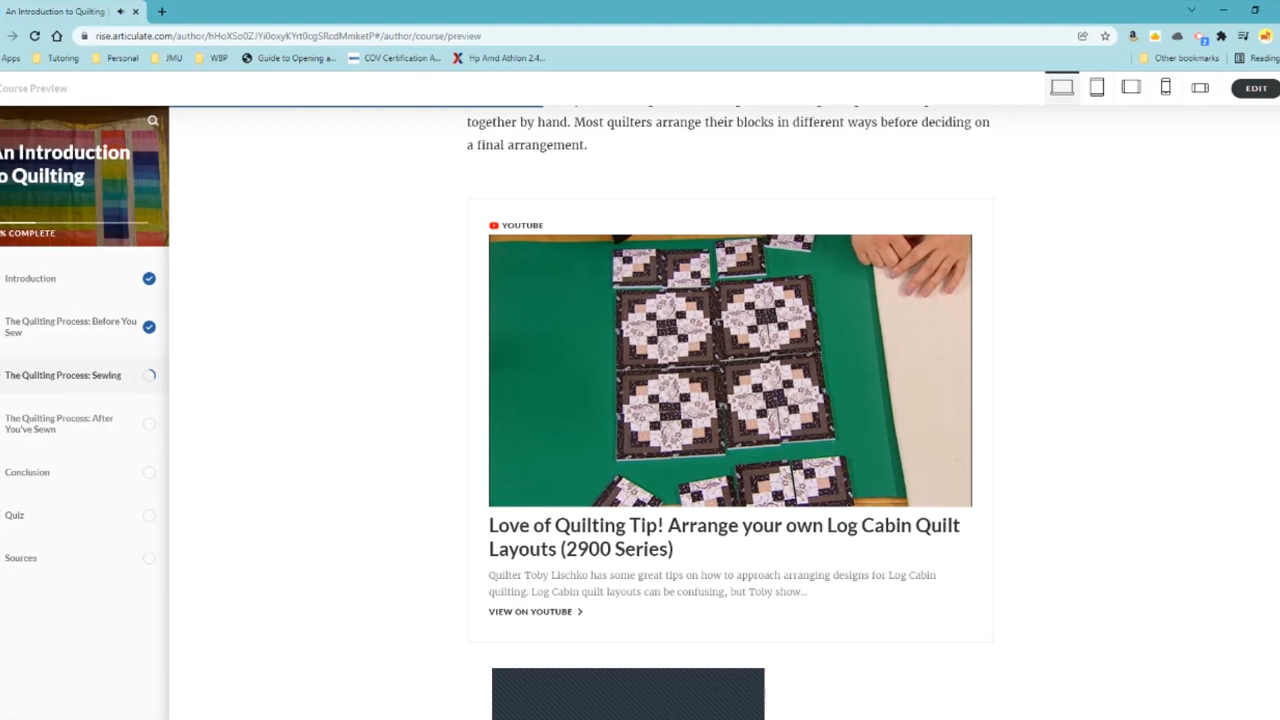 An Introduction to Quilting
rise.articulate.com/author/hHoXSo0ZJYi0oxyKYrt0cgSRcdMmketP#/author/course/preview
Apps Tutoring Personal JMU WBP Guide to Opening a... COV Certification A... Hp Amd Athlon 2.4... Other bookmarks Reading
Course Preview
EDIT
together by hand. Most quilters arrange their blocks in different ways before deciding on
a final arrangement.
An Introduction
to Quilting
% COMPLETE
Introduction
The Quilting Process: Before You
Sew
The Quilting Process: Sewing
The Quilting Process: After
You've Sewn
Conclusion
Quiz
Sources
YOUTUBE
Love of Quilting Tip! Arrange your own Log Cabin Quilt
Layouts (2900 Series)
Quilter Toby Lischko has some great tips on how to approach arranging designs for Log Cabin
quilting. Log Cabin quilt layouts can be confusing, but Toby show...
VIEW ON YOUTUBE